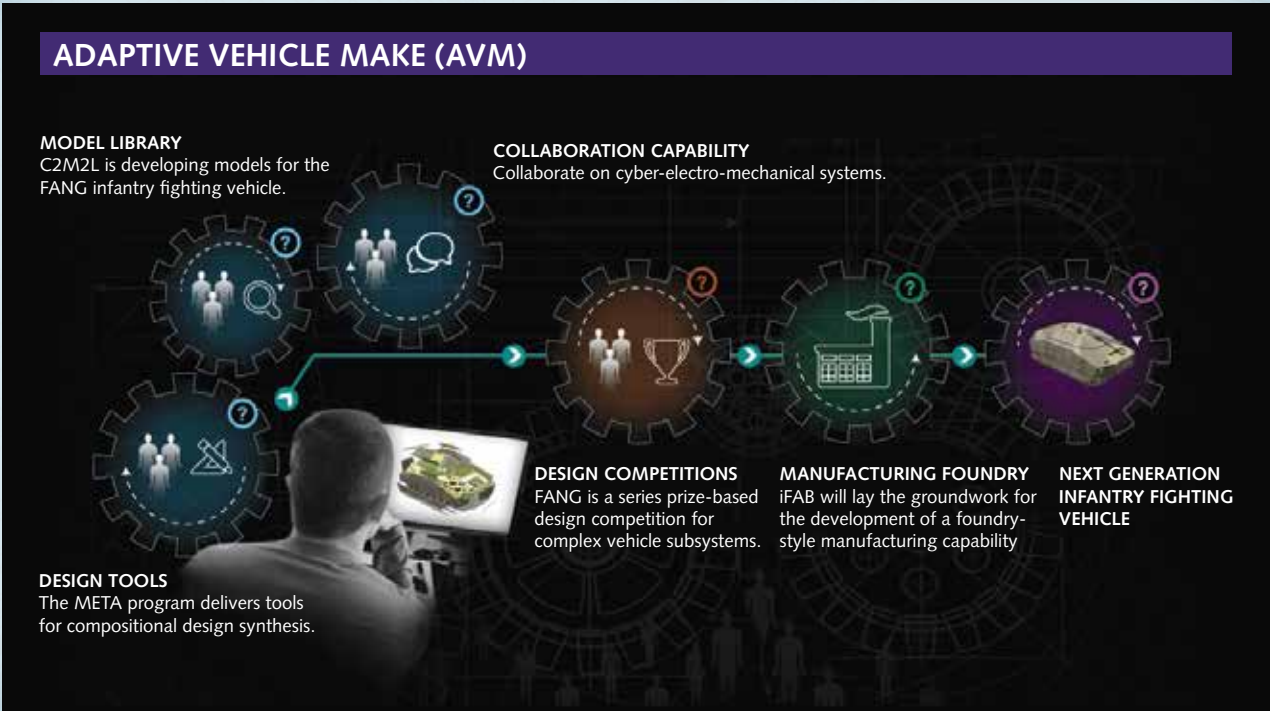 ADAPTIVE VEHICLE MAKE (AVM)
MODEL LIBRARY
C2M2L is developing models for the
FANG infantry fighting vehicle.
COLLABORATION CAPABILITY
Collaborate on cyber-electro-mechanical systems.
?
?
?
?
?
?
DESIGN COMPETITIONS
FANG is a series prize-based
design competition for
complex vehicle subsystems.
MANUFACTURING FOUNDRY
iFAB will lay the groundwork for
the development of a foundry-
style manufacturing capability
NEXT GENERATION
INFANTRY FIGHTING
VEHICLE
DESIGN TOOLS
The META program delivers tools
for compositional design synthesis.